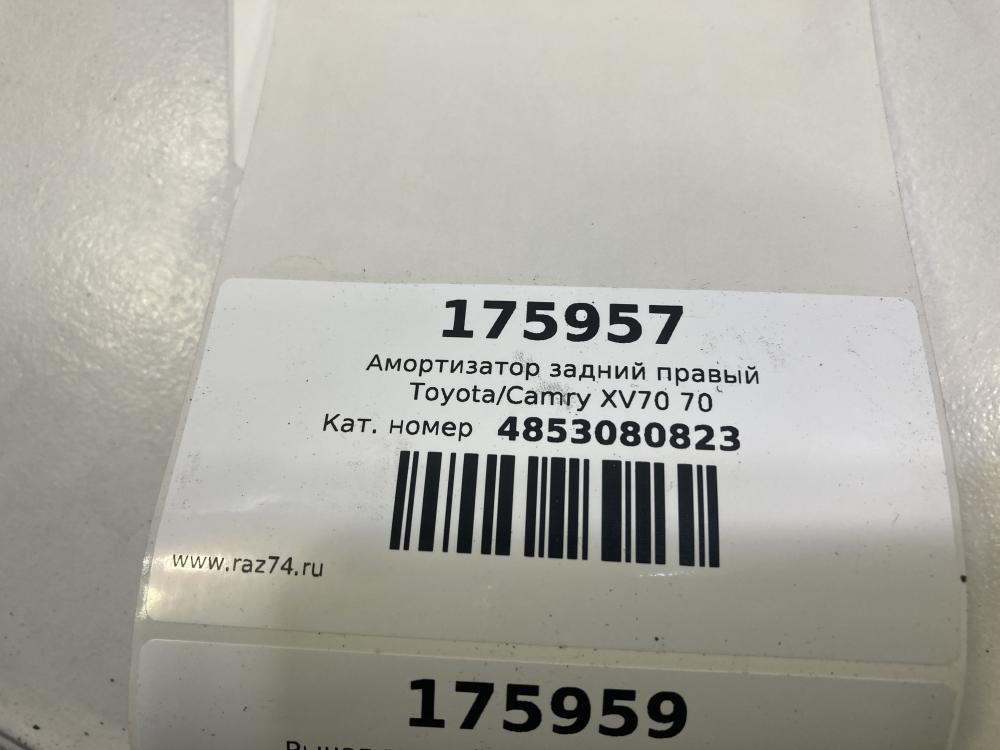 175957
Амортизатор задний правый
Toyota/Camry XV70 70
Кат. номер 4853080823
www.raz74.ru
175959